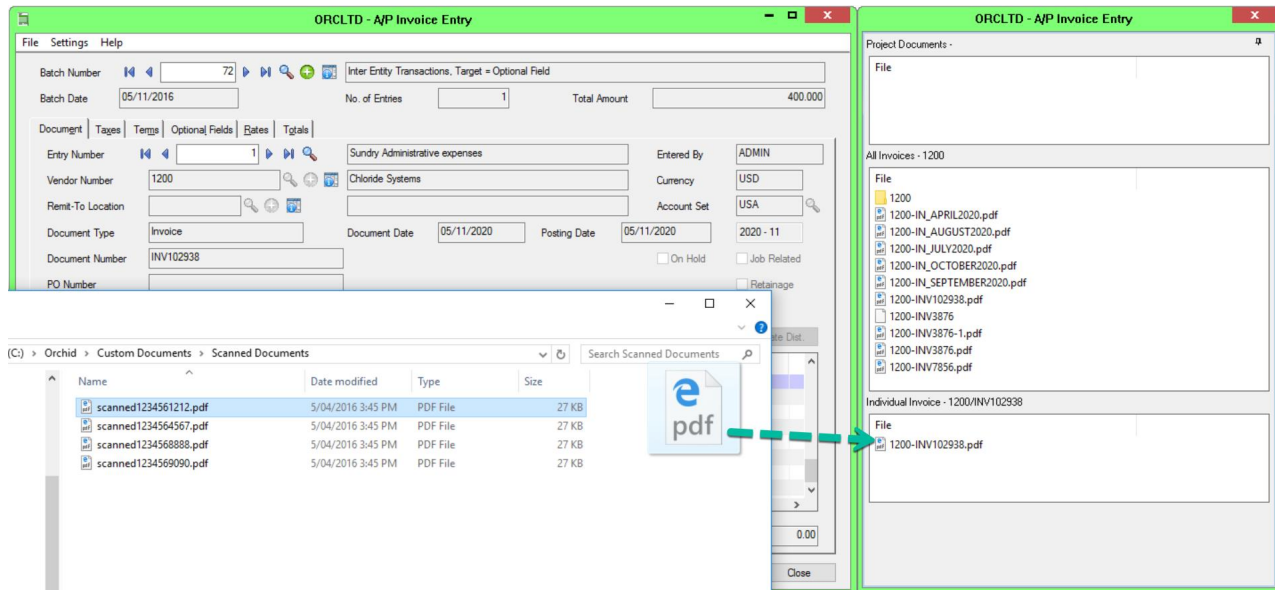 ORCLTD - A/P Invoice Entry
File Settings Help
Batch Number 72 Inter Entity Transactions, Target = Optional Field
Batch Date 05/11/2016 No. of Entries 1 Total Amount 400.000
Document Taxes Terms Optional Fields Rates Totals
Entry Number 1 Sundry Administrative expenses Entered By ADMIN
Vendor Number 1200 Chloride Systems Currency USD
Remit-To Location Account Set USA
Document Type Invoice Document Date 05/11/2020 Posting Date 05/11/2020 2020 - 11
Document Number INV102938 On Hold Job Related
PO Number Retainage
ate Dist.
0.00
Close
(C:) > Orchid > Custom Documents > Scanned Documents Search Scanned Documents
Name Date modified Type Size
scanned1234561212.pdf 5/04/2016 3:45 PM PDF File 27 KB
scanned1234564567.pdf 5/04/2016 3:45 PM PDF File 27 KB
scanned1234568888.pdf 5/04/2016 3:45 PM PDF File 27 KB
scanned1234569090.pdf 5/04/2016 3:45 PM PDF File 27 KB
pdf
ORCLTD - A/P Invoice Entry
Project Documents -
File
All Invoices - 1200
File
1200
1200-IN_APRIL2020.pdf
1200-IN_AUGUST2020.pdf
1200-IN_JULY2020.pdf
1200-IN_OCTOBER2020.pdf
1200-IN_SEPTEMBER2020.pdf
1200-INV102938.pdf
1200-INV3876
1200-INV3876-1.pdf
1200-INV3876.pdf
1200-INV7856.pdf
Individual Invoice - 1200/INV102938
File
1200-INV102938.pdf